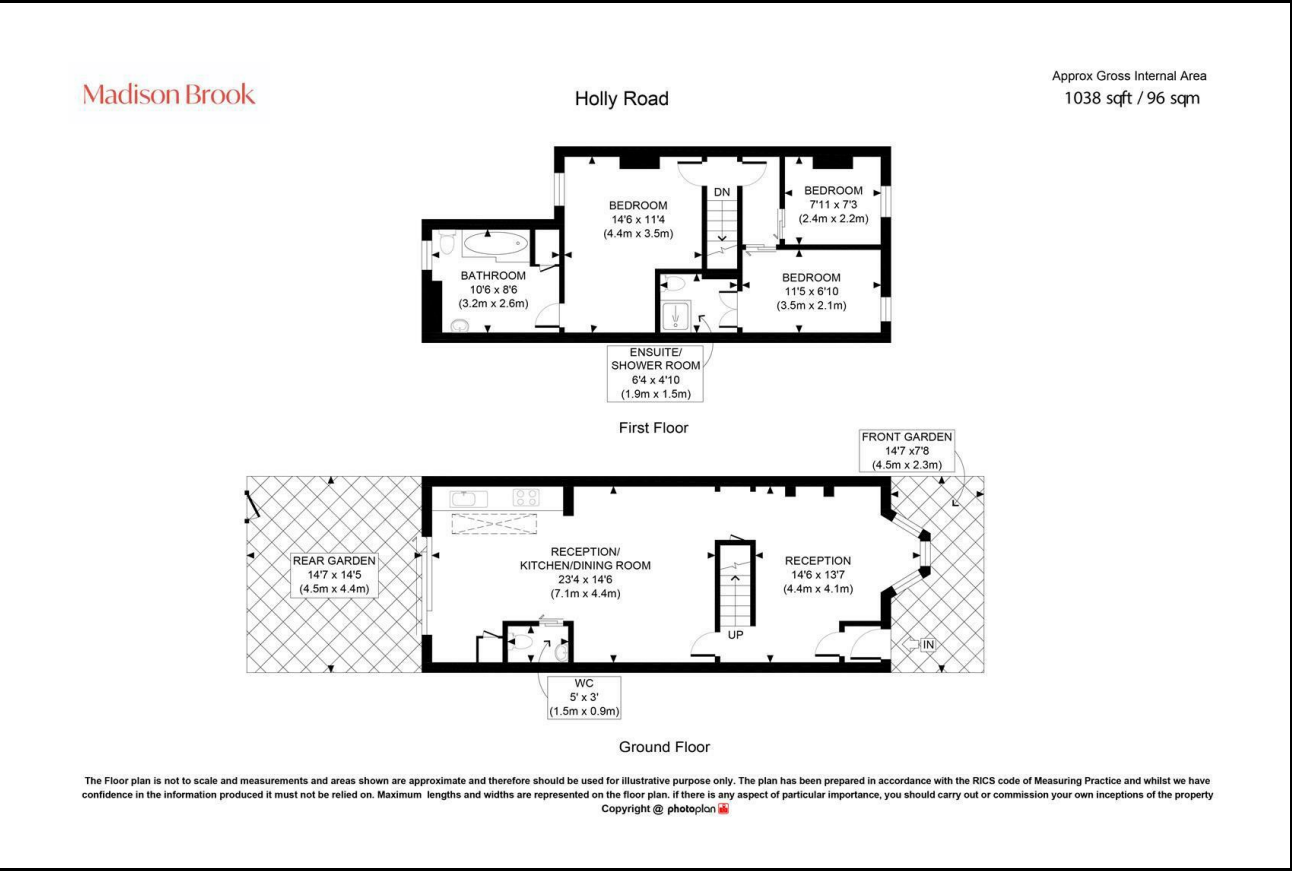 Madison Brook
Holly Road
Approx Gross Internal Area
1038 sqft / 96 sqm
DN
BEDROOM
14'6 x 11'4
(4.4m x 3.5m)
BEDROOM
7'11 x 7'3
(2.4m x 2.2m)
BATHROOM
10'6 x 8'6
(3.2m x 2.6m)
BEDROOM
11'5 x 6'10
(3.5m x 2.1m)
ENSUITE/
SHOWER ROOM
6'4 x 4'10
(1.9m x 1.5m)
First Floor
FRONT GARDEN
14'7 x7'8
(4.5m x 2.3m)
REAR GARDEN
14'7 x 14'5
(4.5m x 4.4m)
RECEPTION/
KITCHEN/DINING ROOM
23'4 x 14'6
(7.1m x 4.4m)
RECEPTION
14'6 x 13'7
(4.4m x 4.1m)
UP
IN
WC
5' x 3'
(1.5m x 0.9m)
Ground Floor
The Floor plan is not to scale and measurements and areas shown are approximate and therefore should be used for illustrative purpose only. The plan has been prepared in accordance with the RICS code of Measuring Practice and whilst we have
confidence in the information produced it must not be relied on. Maximum lengths and widths are represented on the floor plan. if there is any aspect of particular importance, you should carry out or commission your own inceptions of the property
Copyright @ photoplan